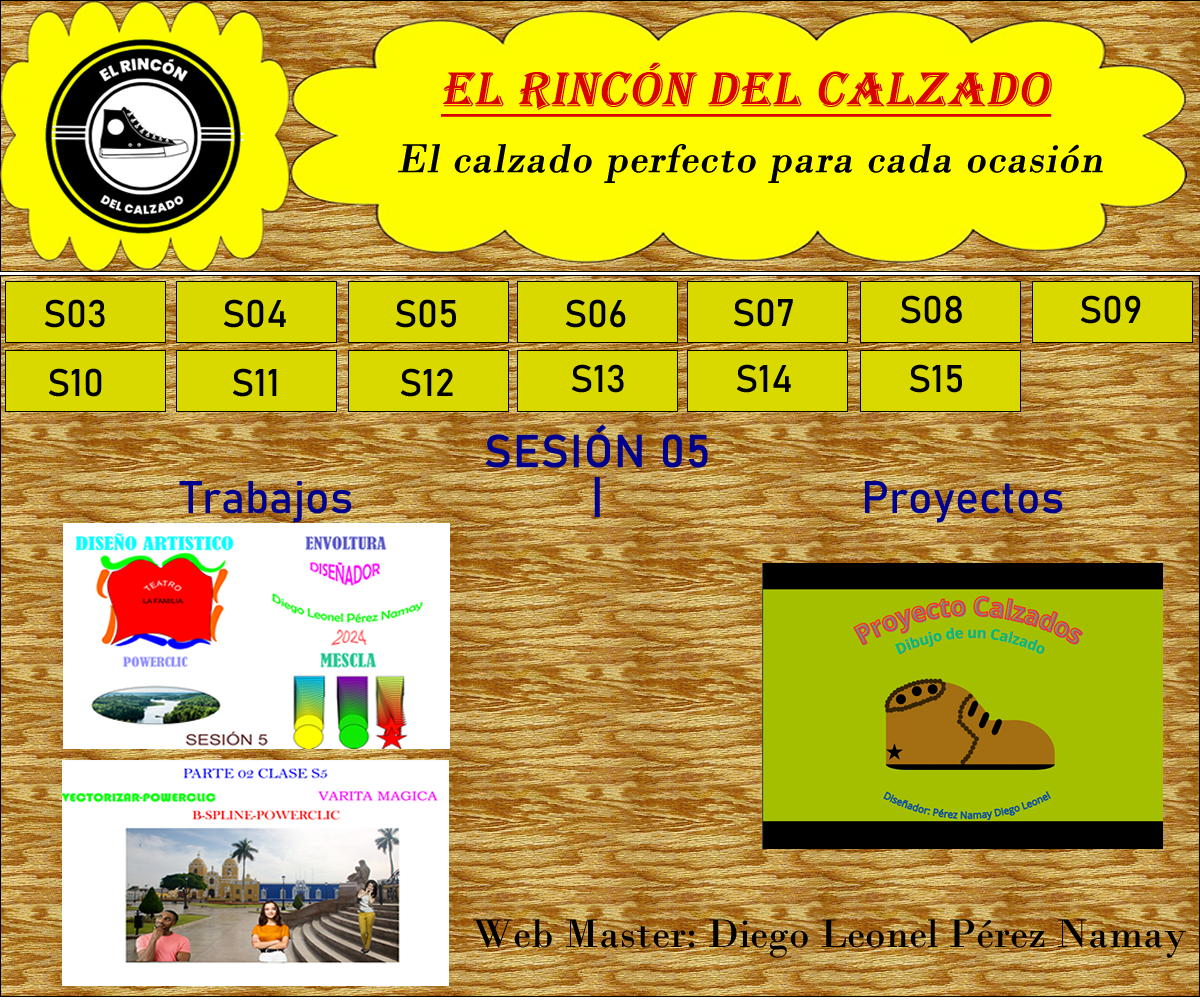 EL RINCÓN
DEL CALZADO
EL RINCÓN DEL CALZADO
El calzado perfecto para cada ocasión
S03 S04 S05 S06 S07 S08 S09
S10 S11 S12 S13 S14 S15
SESIÓN 05
Trabajos | Proyectos
DISEÑO ARTISTICO
TEATRO
LA FAMILIA
POWERCLIC
ENVOLTURA
DISEÑADOR
Diego Leonel Pérez Namay
2024
MESCLA
SESIÓN 5
PARTE 02 CLASE S5
VECTORIZAR-POWERCLIC
VARITA MAGICA
B-SPLINE-POWERCLIC
Proyecto Calzados
Dibujo de un Calzado
Diseñador: Pérez Namay Diego Leonel
Web Master: Diego Leonel Pérez Namay